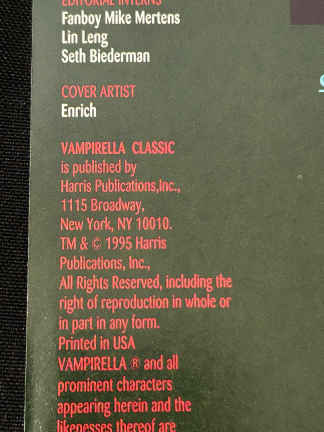 EDITORIAL INTERNS
Fanboy Mike Mertens
Lin Leng
Seth Biederman
COVER ARTIST
Enrich
VAMPIRELLA CLASSIC
is published by
Harris Publications,Inc.,
1115 Broadway,
New York, NY 10010.
TM & © 1995 Harris
Publications, Inc.,
All Rights Reserved, including the
right of reproduction in whole or
in part in any form.
Printed in USA
VAMPIRELLA ® and all
prominent characters
appearing herein and the
likenesses thereof are